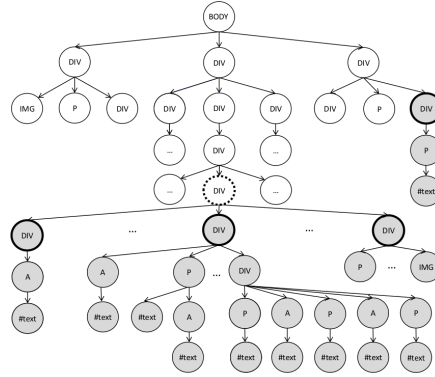 BODY
DIV DIV DIV
IMG P DIV DIV DIV DIV DIV P DIV
... DIV ... P
... DIV ... #text
DIV ... DIV ... DIV
A A P ... DIV P ... IMG
#text #text #text A P A P A P
#text #text #text #text #text #text